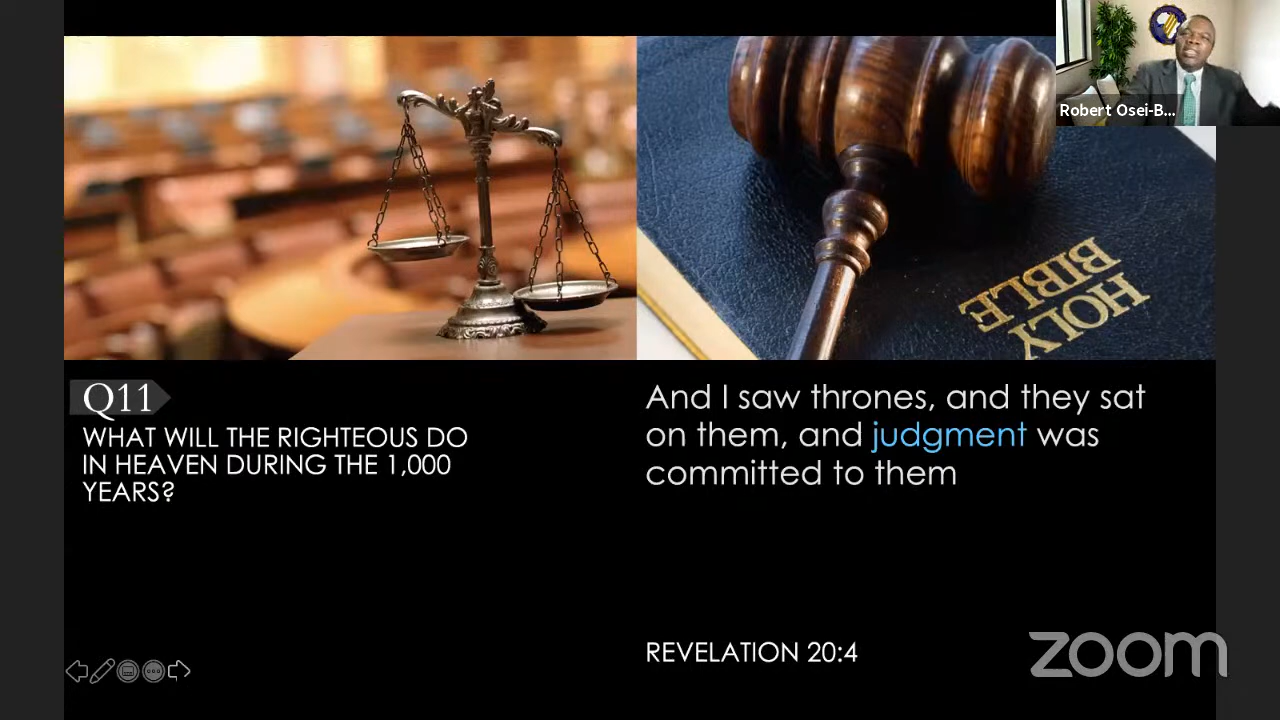 Robert Osei-B...
HOLY
BIBLE
Q11
WHAT WILL THE RIGHTEOUS DO
IN HEAVEN DURING THE 1,000
YEARS?
And I saw thrones, and they sat
on them, and judgment was
committed to them
REVELATION 20:4
zoom